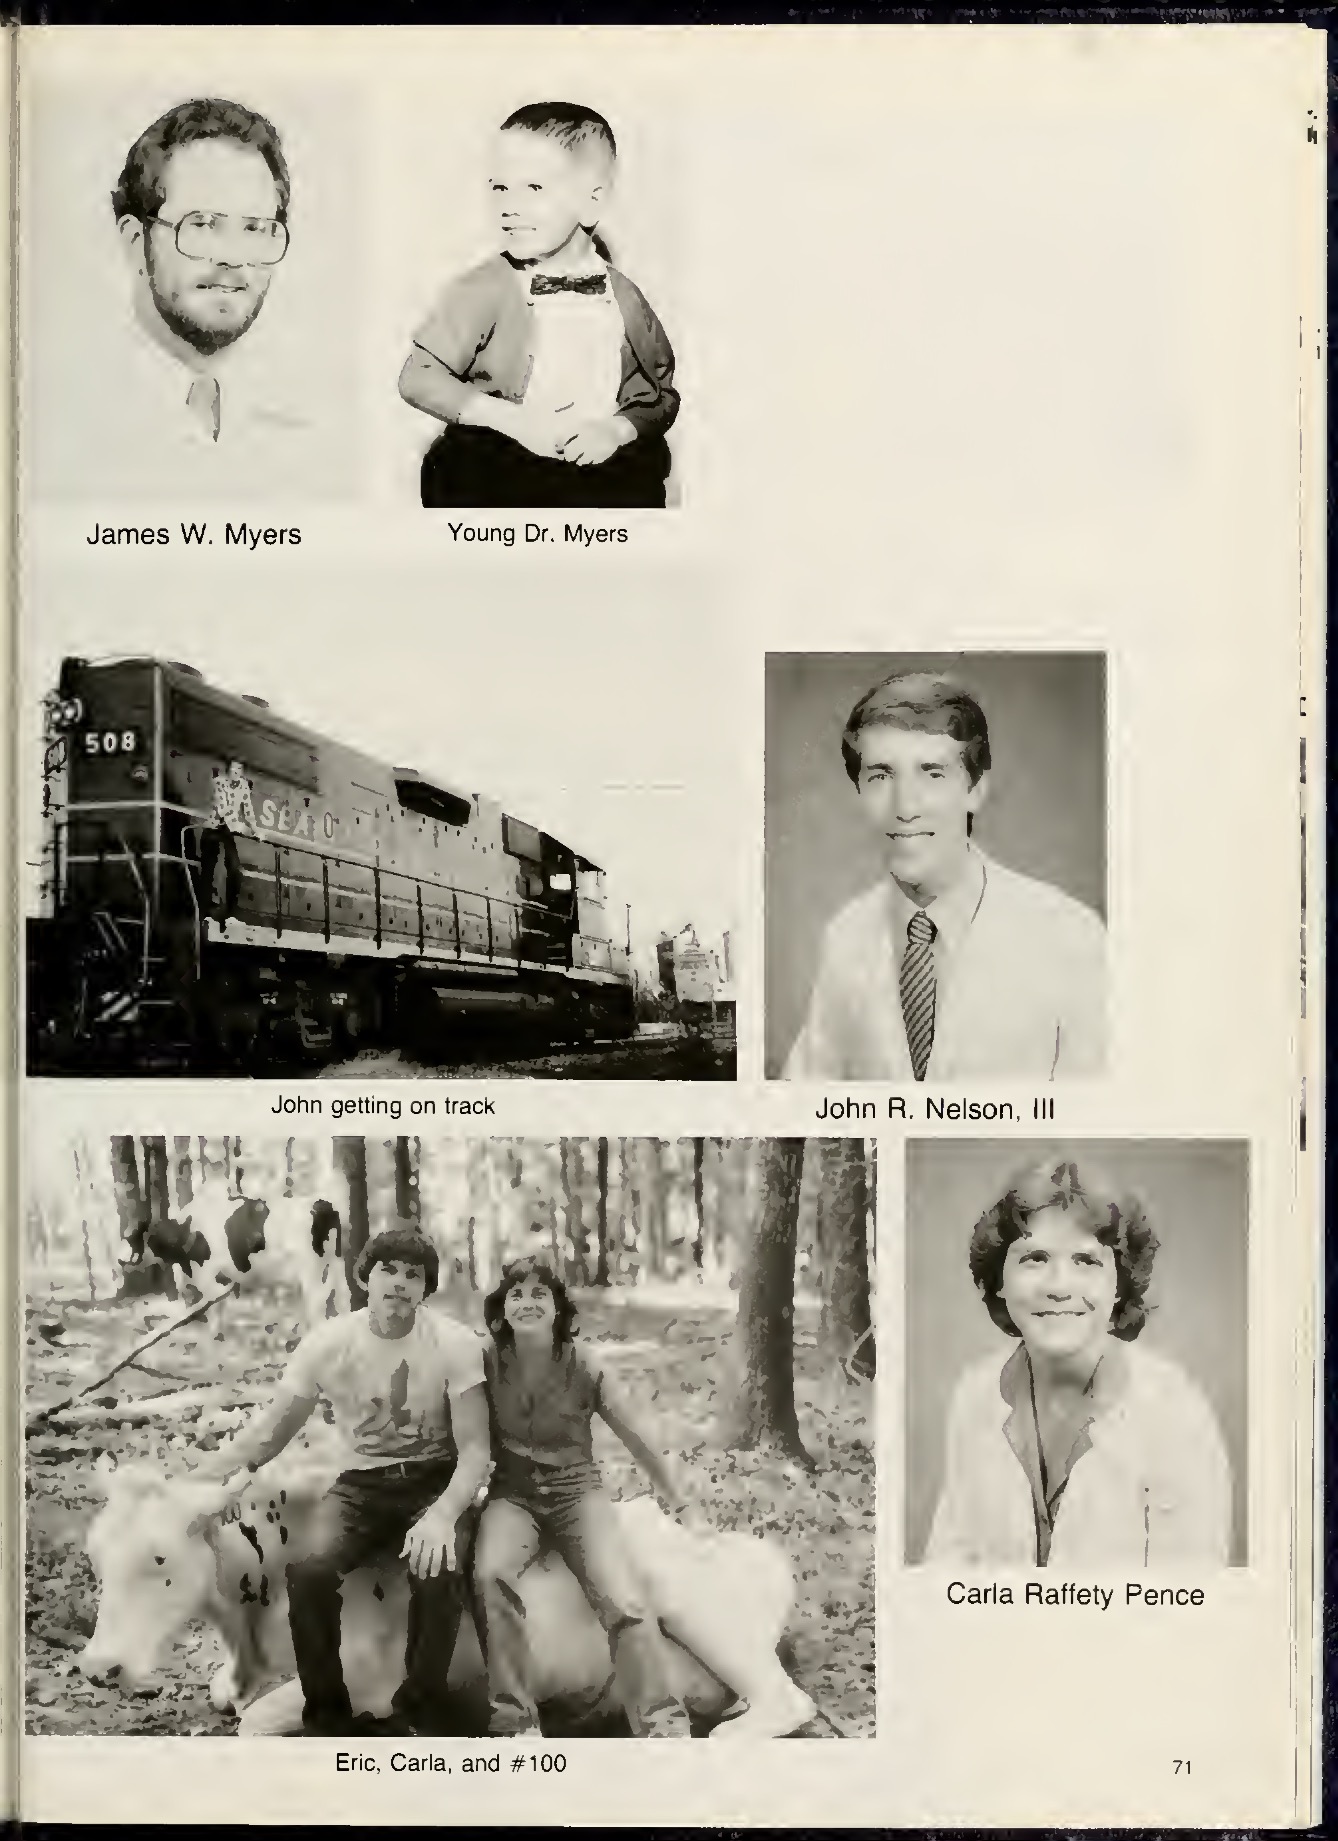 James W. Myers
Young Dr. Myers
508
John getting on track
John R. Nelson, III
Carla Raffety Pence
Eric, Carla, and #100
71